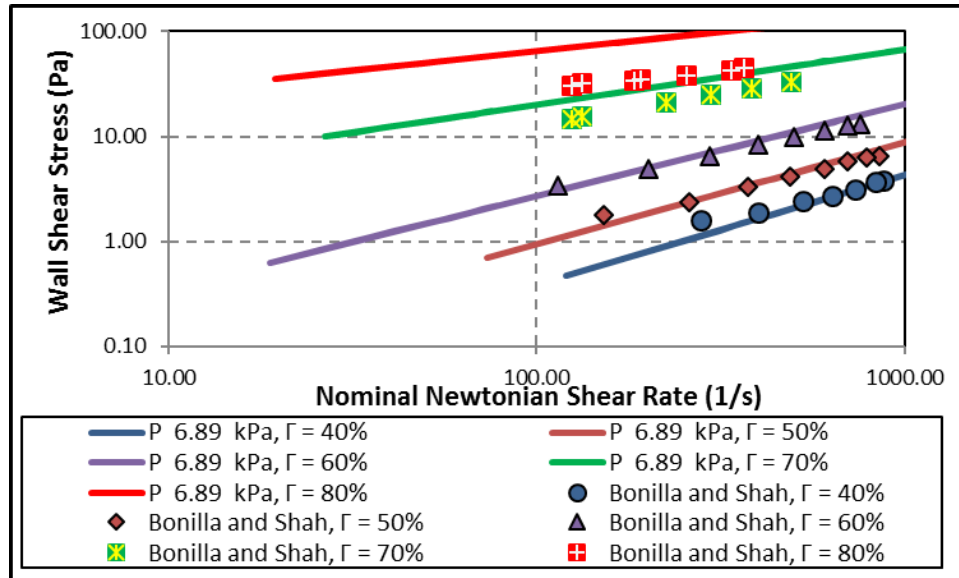 100.00
10.00
1.00
0.10
Wall Shear Stress (Pa)
10.00 100.00 1000.00
Nominal Newtonian Shear Rate (1/s)
P 6.89 kPa, Γ = 40% P 6.89 kPa, Γ = 50%
P 6.89 kPa, Γ = 60% P 6.89 kPa, Γ = 70%
P 6.89 kPa, Γ = 80% Bonilla and Shah, Γ = 40%
Bonilla and Shah, Γ = 50% Bonilla and Shah, Γ = 60%
Bonilla and Shah, Γ = 70% Bonilla and Shah, Γ = 80%